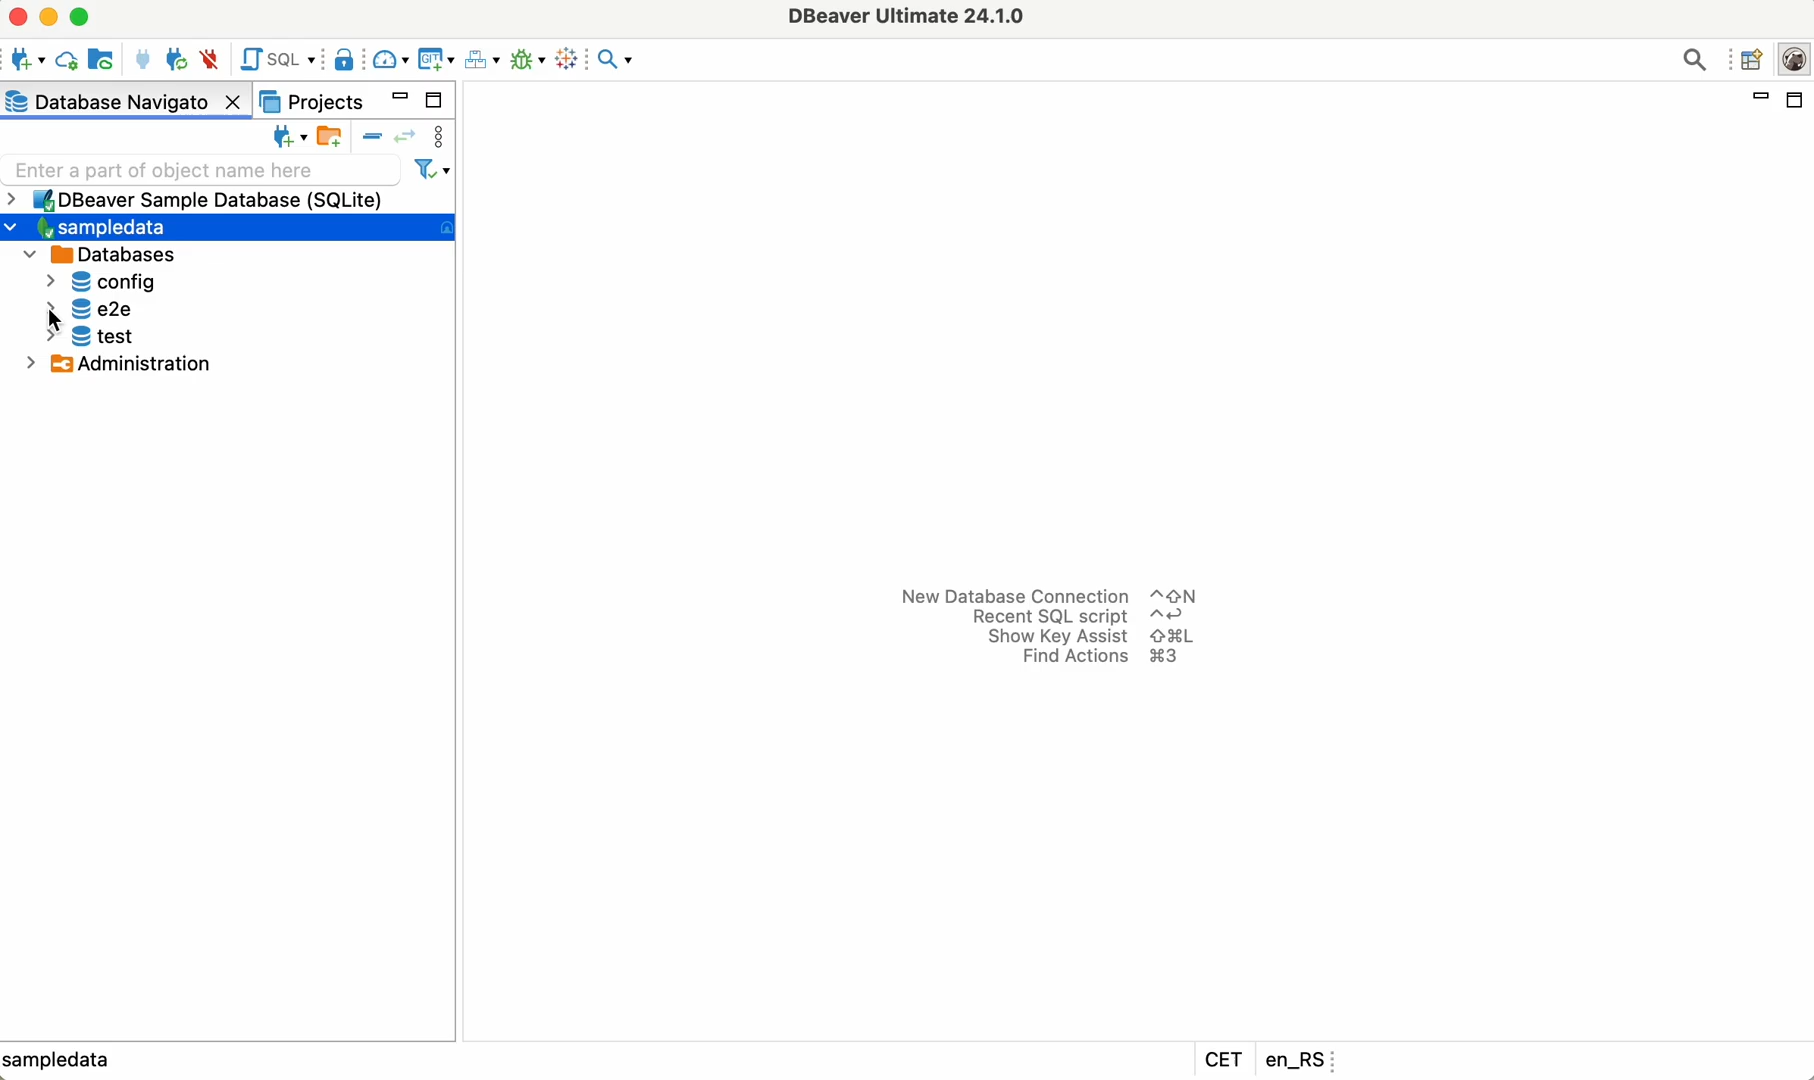 DBeaver Ultimate 24.1.0
SQL
GIT
Database Navigato
Projects
Enter a part of object name here
DBeaver Sample Database (SQLite)
sampledata
Databases
config
e2e
test
Administration
New Database Connection ^⇧N
Recent SQL script ^↩
Show Key Assist ⇧⌘L
Find Actions ⌘3
sampledata
CET
en_RS